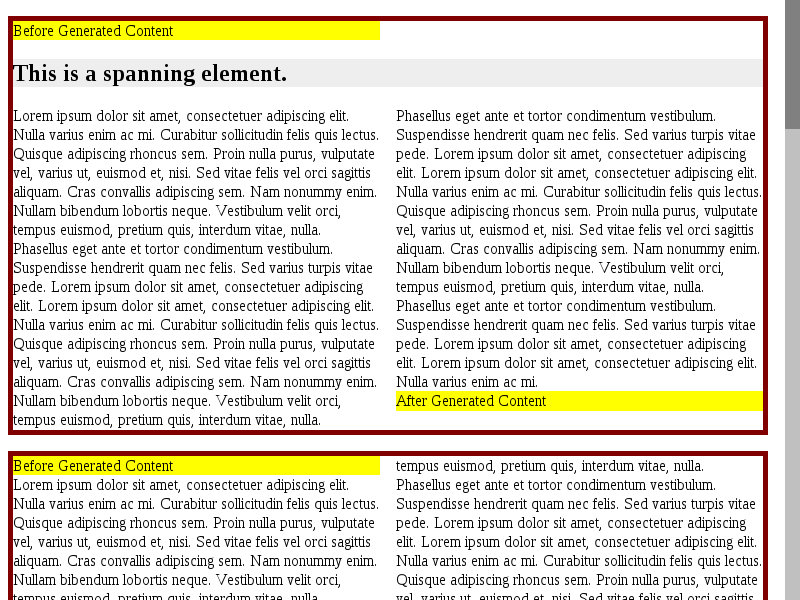 Before Generated Content
This is a spanning element.
Lorem ipsum dolor sit amet, consectetuer adipiscing elit.
Nulla varius enim ac mi. Curabitur sollicitudin felis quis lectus.
Quisque adipiscing rhoncus sem. Proin nulla purus, vulputate
vel, varius ut, euismod et, nisi. Sed vitae felis vel orci sagittis
aliquam. Cras convallis adipiscing sem. Nam nonummy enim.
Nullam bibendum lobortis neque. Vestibulum velit orci,
tempus euismod, pretium quis, interdum vitae, nulla.
Phasellus eget ante et tortor condimentum vestibulum.
Suspendisse hendrerit quam nec felis. Sed varius turpis vitae
pede. Lorem ipsum dolor sit amet, consectetuer adipiscing
elit. Lorem ipsum dolor sit amet, consectetuer adipiscing elit.
Nulla varius enim ac mi. Curabitur sollicitudin felis quis lectus.
Quisque adipiscing rhoncus sem. Proin nulla purus, vulputate
vel, varius ut, euismod et, nisi. Sed vitae felis vel orci sagittis
aliquam. Cras convallis adipiscing sem. Nam nonummy enim.
Nullam bibendum lobortis neque. Vestibulum velit orci,
tempus euismod, pretium quis, interdum vitae, nulla.
Phasellus eget ante et tortor condimentum vestibulum.
Suspendisse hendrerit quam nec felis. Sed varius turpis vitae
pede. Lorem ipsum dolor sit amet, consectetuer adipiscing
elit. Lorem ipsum dolor sit amet, consectetuer adipiscing elit.
Nulla varius enim ac mi. Curabitur sollicitudin felis quis lectus.
Quisque adipiscing rhoncus sem. Proin nulla purus, vulputate
vel, varius ut, euismod et, nisi. Sed vitae felis vel orci sagittis
aliquam. Cras convallis adipiscing sem. Nam nonummy enim.
Nullam bibendum lobortis neque. Vestibulum velit orci,
tempus euismod, pretium quis, interdum vitae, nulla.
Phasellus eget ante et tortor condimentum vestibulum.
Suspendisse hendrerit quam nec felis. Sed varius turpis vitae
pede. Lorem ipsum dolor sit amet, consectetuer adipiscing
elit. Lorem ipsum dolor sit amet, consectetuer adipiscing elit.
Nulla varius enim ac mi.
After Generated Content
Before Generated Content
Lorem ipsum dolor sit amet, consectetuer adipiscing elit.
Nulla varius enim ac mi. Curabitur sollicitudin felis quis lectus.
Quisque adipiscing rhoncus sem. Proin nulla purus, vulputate
vel, varius ut, euismod et, nisi. Sed vitae felis vel orci sagittis
aliquam. Cras convallis adipiscing sem. Nam nonummy enim.
Nullam bibendum lobortis neque. Vestibulum velit orci,
tempus euismod, pretium quis, interdum vitae, nulla.
tempus euismod, pretium quis, interdum vitae, nulla.
Phasellus eget ante et tortor condimentum vestibulum.
Suspendisse hendrerit quam nec felis. Sed varius turpis vitae
pede. Lorem ipsum dolor sit amet, consectetuer adipiscing
elit. Lorem ipsum dolor sit amet, consectetuer adipiscing elit.
Nulla varius enim ac mi. Curabitur sollicitudin felis quis lectus.
Quisque adipiscing rhoncus sem. Proin nulla purus, vulputate
vel, varius ut, euismod et, nisi. Sed vitae felis vel orci sagittis